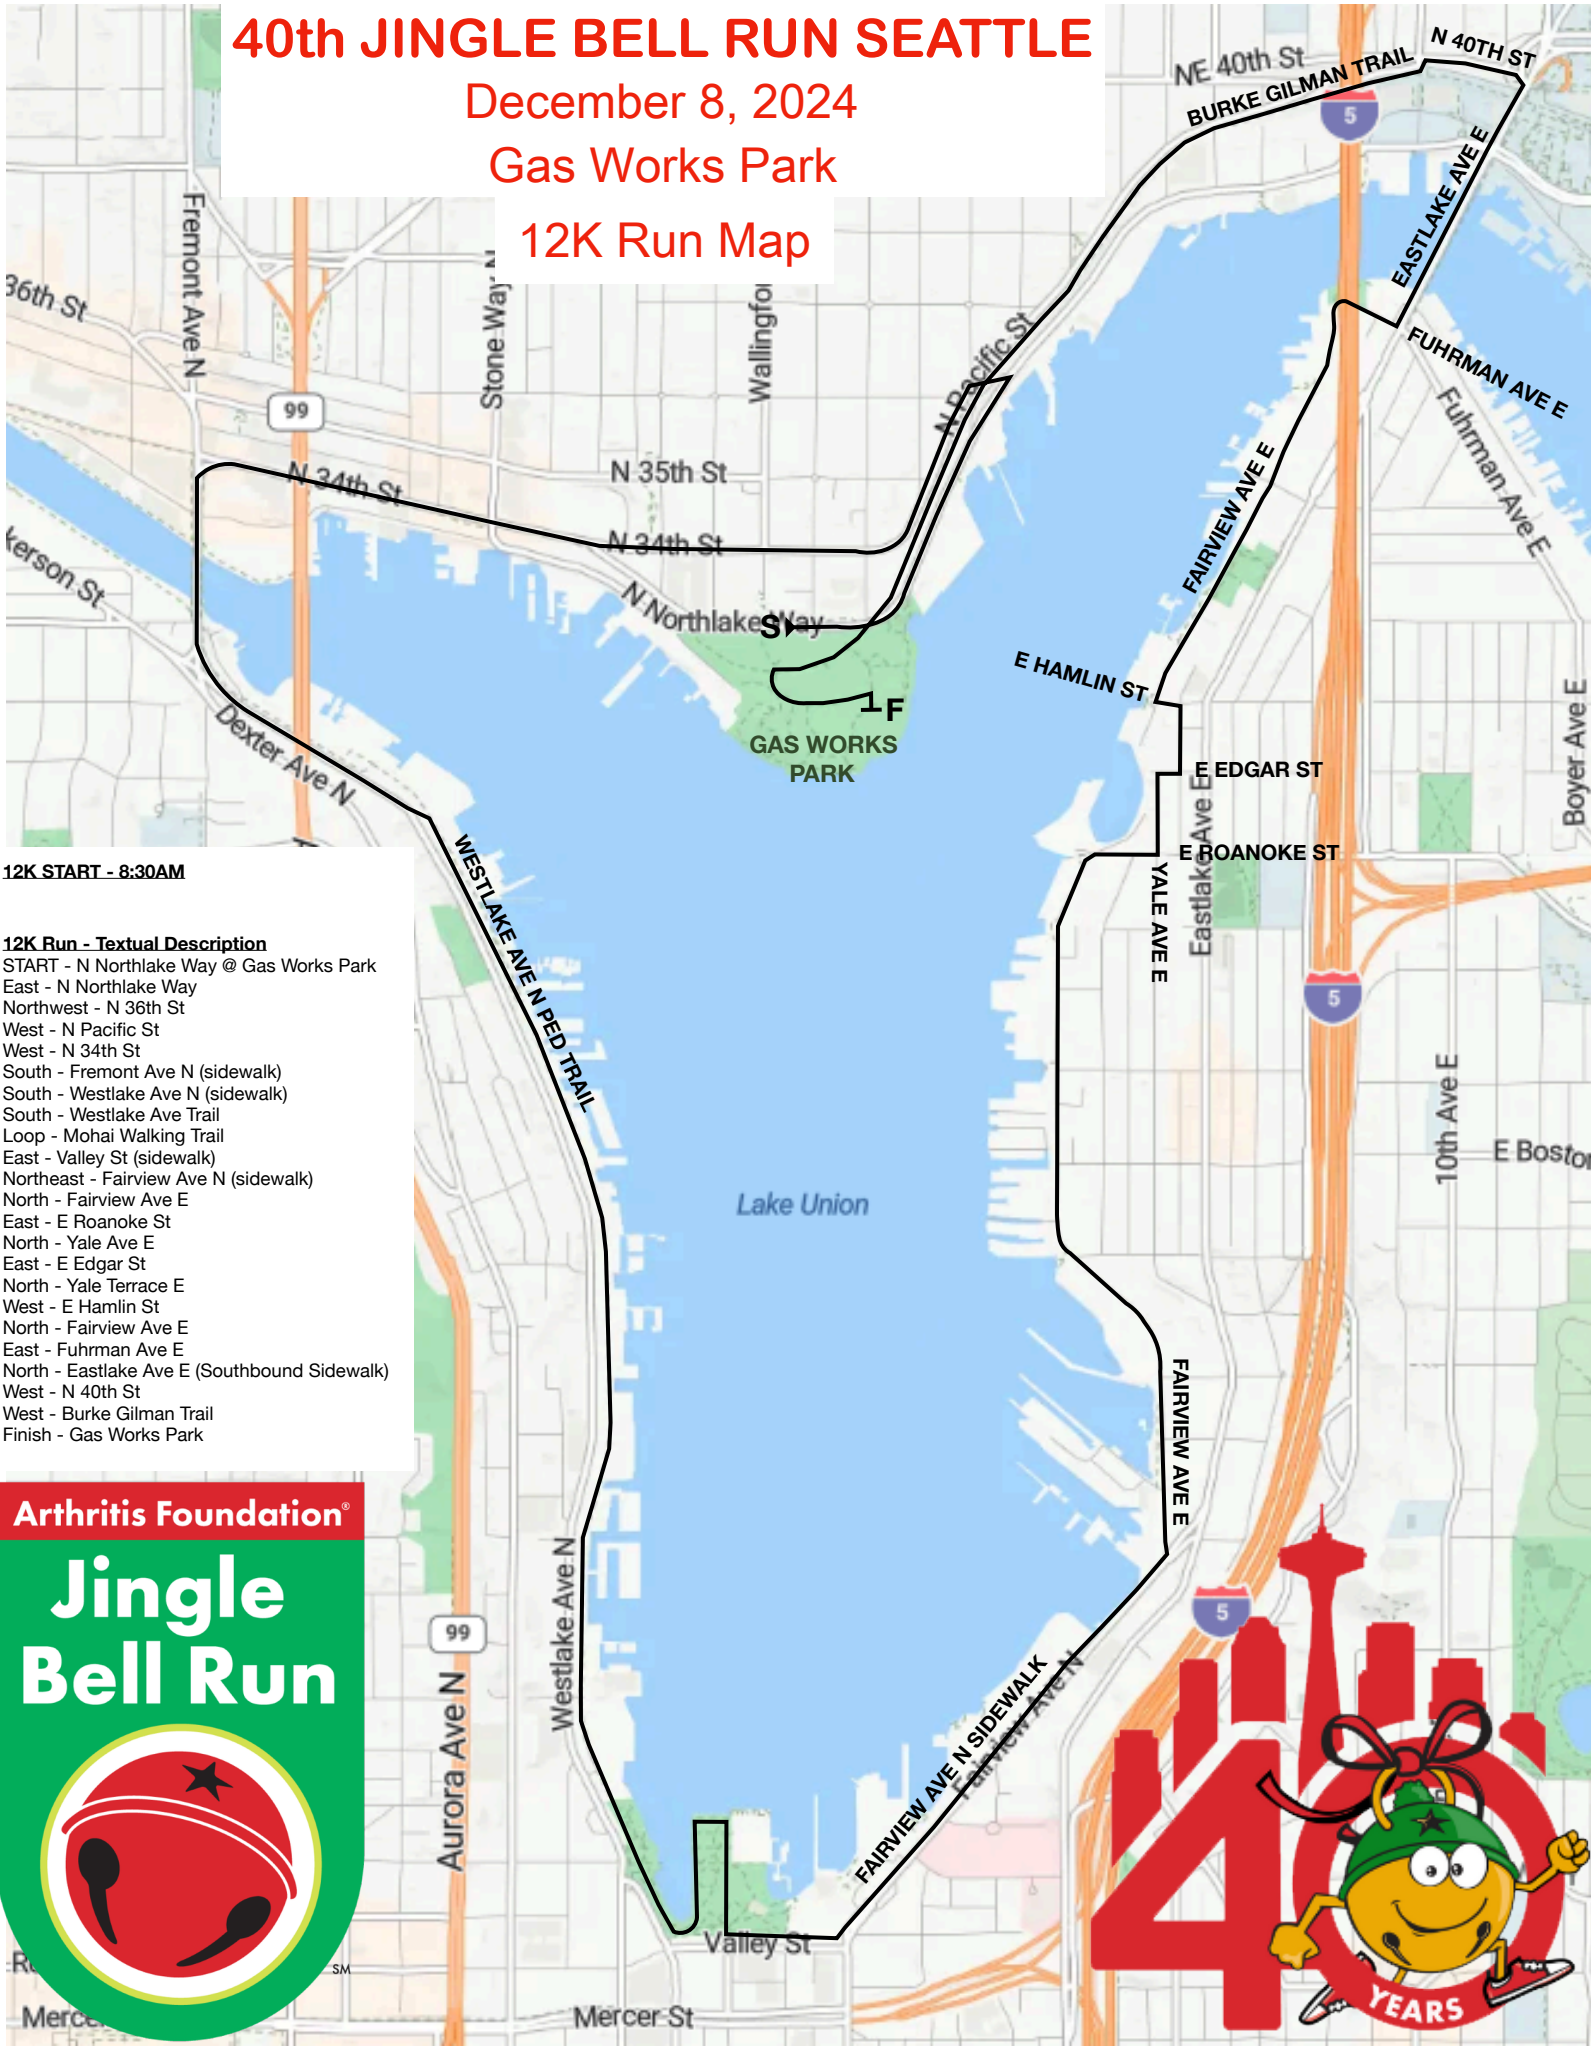 40th JINGLE BELL RUN SEATTLE
December 8, 2024
Gas Works Park
12K Run Map
NE 40th St
BURKE GILMAN TRAIL
N 40TH ST
5
EASTLAKE AVE E
FUHRMAN AVE E
Fuhrman Ave E
36th St
Fremont Ave N
99
Stone Way N
Wallingfor
N Pacific St
N 34th St
N 35th St
N 34th St
N Northlake Way
S
F
GAS WORKS
PARK
kerson St
Dexter Ave N
FAIRVIEW AVE E
E HAMLIN ST
E EDGAR ST
E ROANOKE ST
YALE AVE E
Eastlake Ave E
Boyer Ave E
WESTLAKE AVE N PED TRAIL
12K START - 8:30AM
12K Run - Textual Description
START - N Northlake Way @ Gas Works Park
East - N Northlake Way
Northwest - N 36th St
West - N Pacific St
West - N 34th St
South - Fremont Ave N (sidewalk)
South - Westlake Ave N (sidewalk)
South - Westlake Ave Trail
Loop - Mohai Walking Trail
East - Valley St (sidewalk)
Northeast - Fairview Ave N (sidewalk)
North - Fairview Ave E
East - E Roanoke St
North - Yale Ave E
East - E Edgar St
North - Yale Terrace E
West - E Hamlin St
North - Fairview Ave E
East - Fuhrman Ave E
North - Eastlake Ave E (Southbound Sidewalk)
West - N 40th St
West - Burke Gilman Trail
Finish - Gas Works Park
5
10th Ave E
E Boston
Lake Union
FAIRVIEW AVE E
5
Westlake Ave N
99
Aurora Ave N
FAIRVIEW AVE N SIDEWALK
Fairview Ave N
Valley St
Mercer St
Merce
Arthritis Foundation®
Jingle
Bell Run
SM
40
YEARS